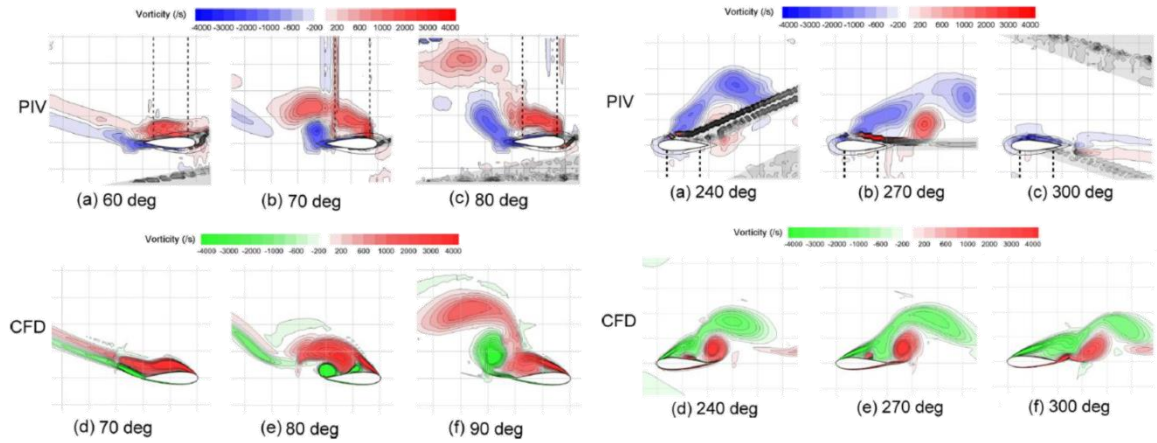 Vorticity (/s)
-4000 -3000 -2000 -1000 -600 -200 200 600 1000 2000 3000 4000
PIV
(a) 60 deg (b) 70 deg (c) 80 deg
Vorticity (/s)
-4000 -3000 -2000 -1000 -600 -200 200 600 1000 2000 3000 4000
CFD
(d) 70 deg (e) 80 deg (f) 90 deg
Vorticity (/s)
-4000 -3000 -2000 -1000 -600 -200 200 600 1000 2000 3000 4000
PIV
(a) 240 deg (b) 270 deg (c) 300 deg
Vorticity (/s)
-4000 -3000 -2000 -1000 -600 -200 200 600 1000 2000 3000 4000
CFD
(d) 240 deg (e) 270 deg (f) 300 deg